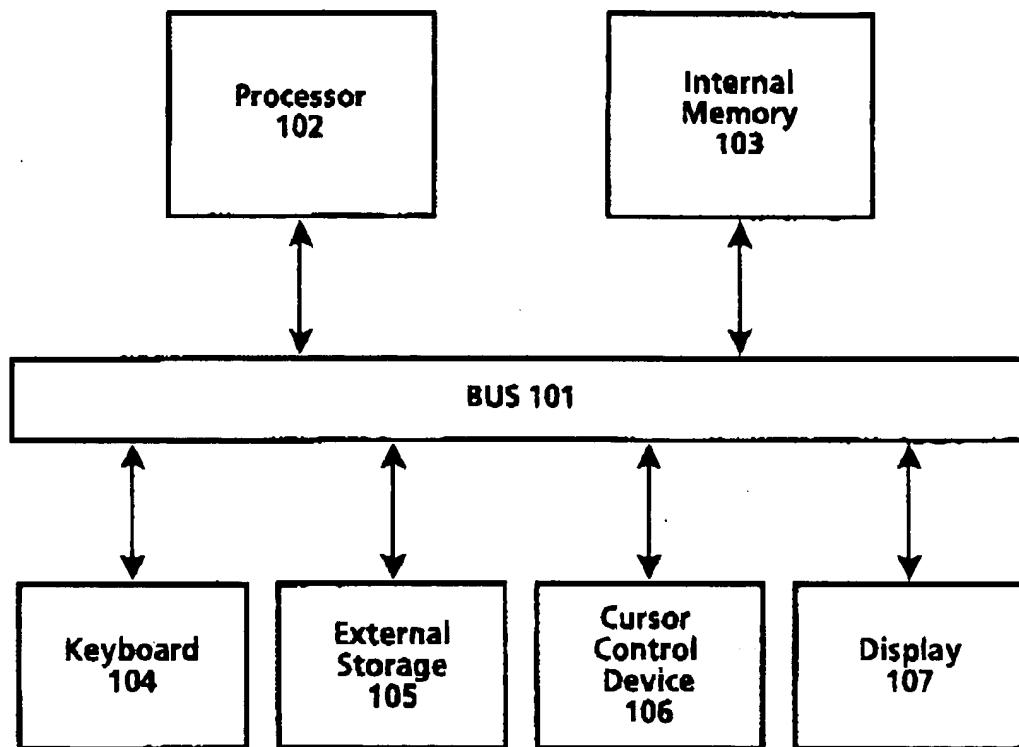 Processor
102
Internal
Memory
103
BUS 101
Keyboard
104
External
Storage
105
Cursor
Control
Device
106
Display
107